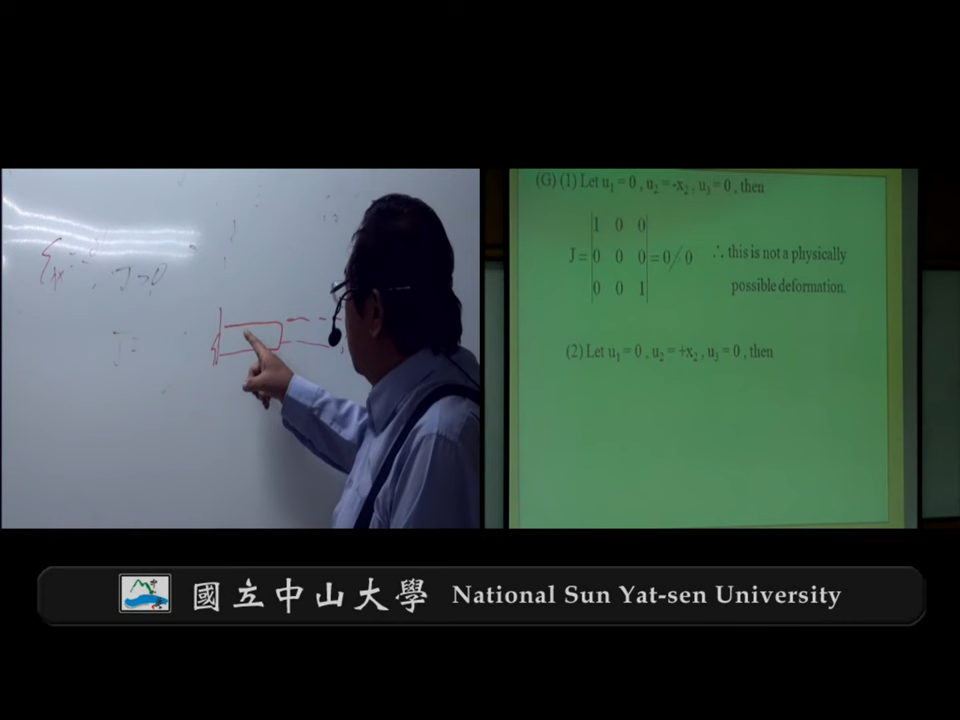 J > 0
J =
(G) (1) Let u₁ = 0 , u₂ = -x₂ , u₃ = 0 , then
J = |1 0 0|
|0 0 0| = 0 ≯ 0 ∴ this is not a physically
|0 0 1| possible deformation.
(2) Let u₁ = 0 , u₂ = +x₂ , u₃ = 0 , then
國立中山大學 National Sun Yat-sen University